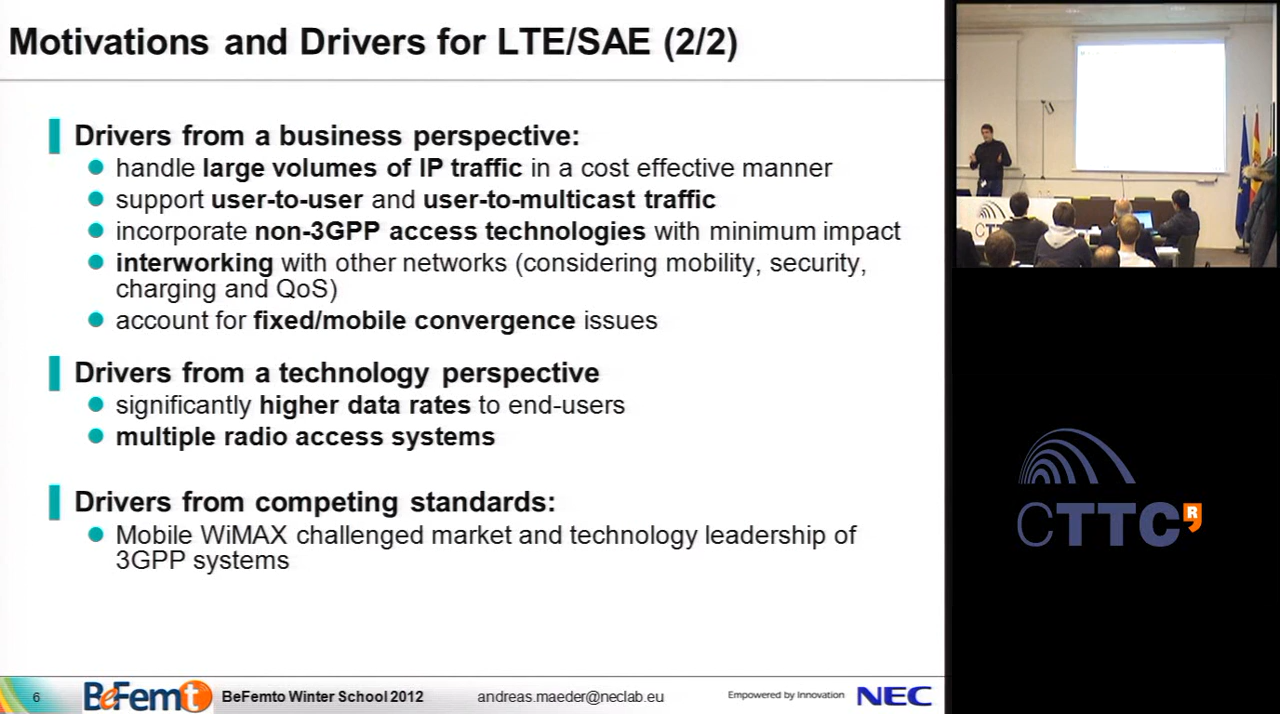 Motivations and Drivers for LTE/SAE (2/2)
Drivers from a business perspective:
handle large volumes of IP traffic in a cost effective manner
support user-to-user and user-to-multicast traffic
incorporate non-3GPP access technologies with minimum impact
interworking with other networks (considering mobility, security,
charging and QoS)
account for fixed/mobile convergence issues
Drivers from a technology perspective
significantly higher data rates to end-users
multiple radio access systems
Drivers from competing standards:
Mobile WiMAX challenged market and technology leadership of
3GPP systems
6
BeFemt
BeFemto Winter School 2012
andreas.maeder@neclab.eu
Empowered by Innovation
NEC
CTTC R